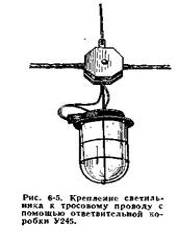 Рис. 6-5. Крепление светиль-
ника к тросовому проводу с
помощью ответвительной ко-
робки У245.